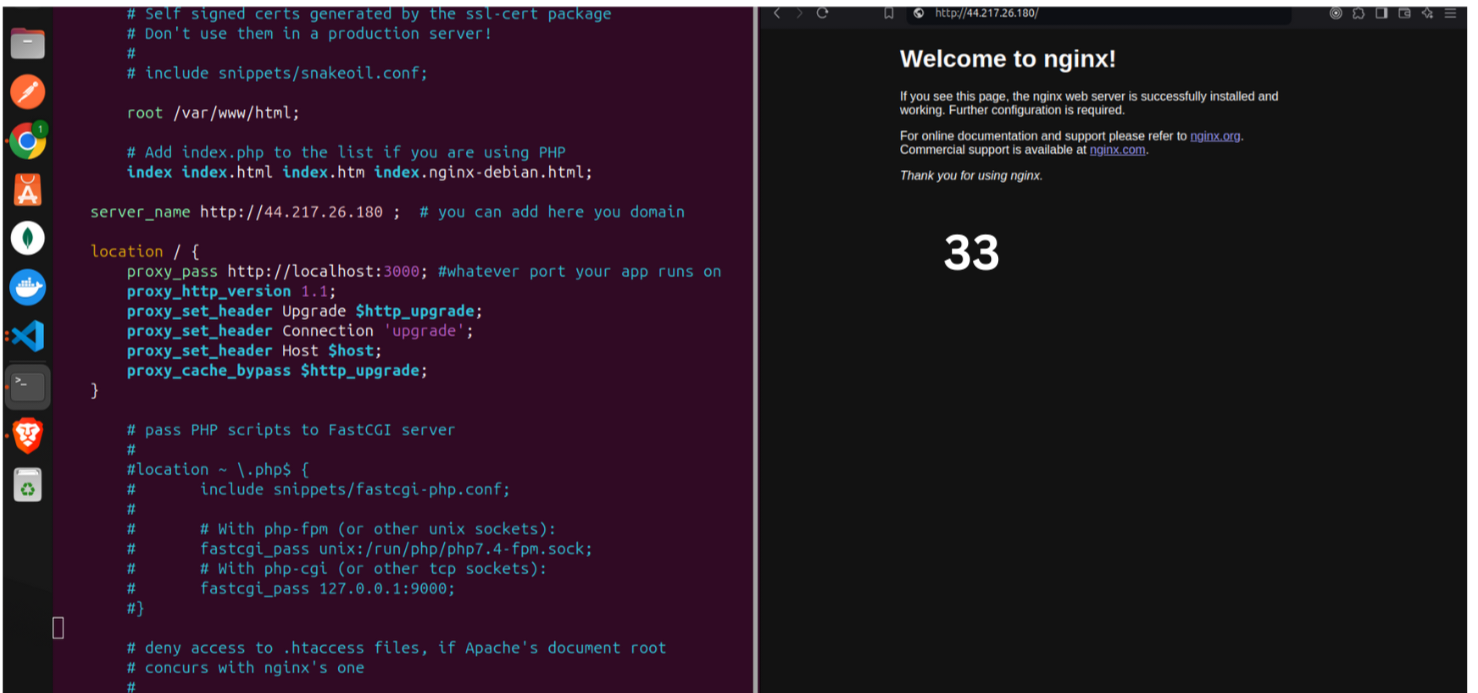 # Self signed certs generated by the ssl-cert package
# Don't use them in a production server!
#
# include snippets/snakeoil.conf;
root /var/www/html;
# Add index.php to the list if you are using PHP
index index.html index.htm index.nginx-debian.html;
server_name http://44.217.26.180 ;  # you can add here you domain
location / {
proxy_pass http://localhost:3000; #whatever port your app runs on
proxy_http_version 1.1;
proxy_set_header Upgrade $http_upgrade;
proxy_set_header Connection 'upgrade';
proxy_set_header Host $host;
proxy_cache_bypass $http_upgrade;
}
# pass PHP scripts to FastCGI server
#
#location ~ \.php$ {
#       include snippets/fastcgi-php.conf;
#
#       # With php-fpm (or other unix sockets):
#       fastcgi_pass unix:/run/php/php7.4-fpm.sock;
#       # With php-cgi (or other tcp sockets):
#       fastcgi_pass 127.0.0.1:9000;
#}
# deny access to .htaccess files, if Apache's document root
# concurs with nginx's one
#
1
>_
http://44.217.26.180/
Welcome to nginx!
If you see this page, the nginx web server is successfully installed and
working. Further configuration is required.
For online documentation and support please refer to nginx.org.
Commercial support is available at nginx.com.
Thank you for using nginx.
33